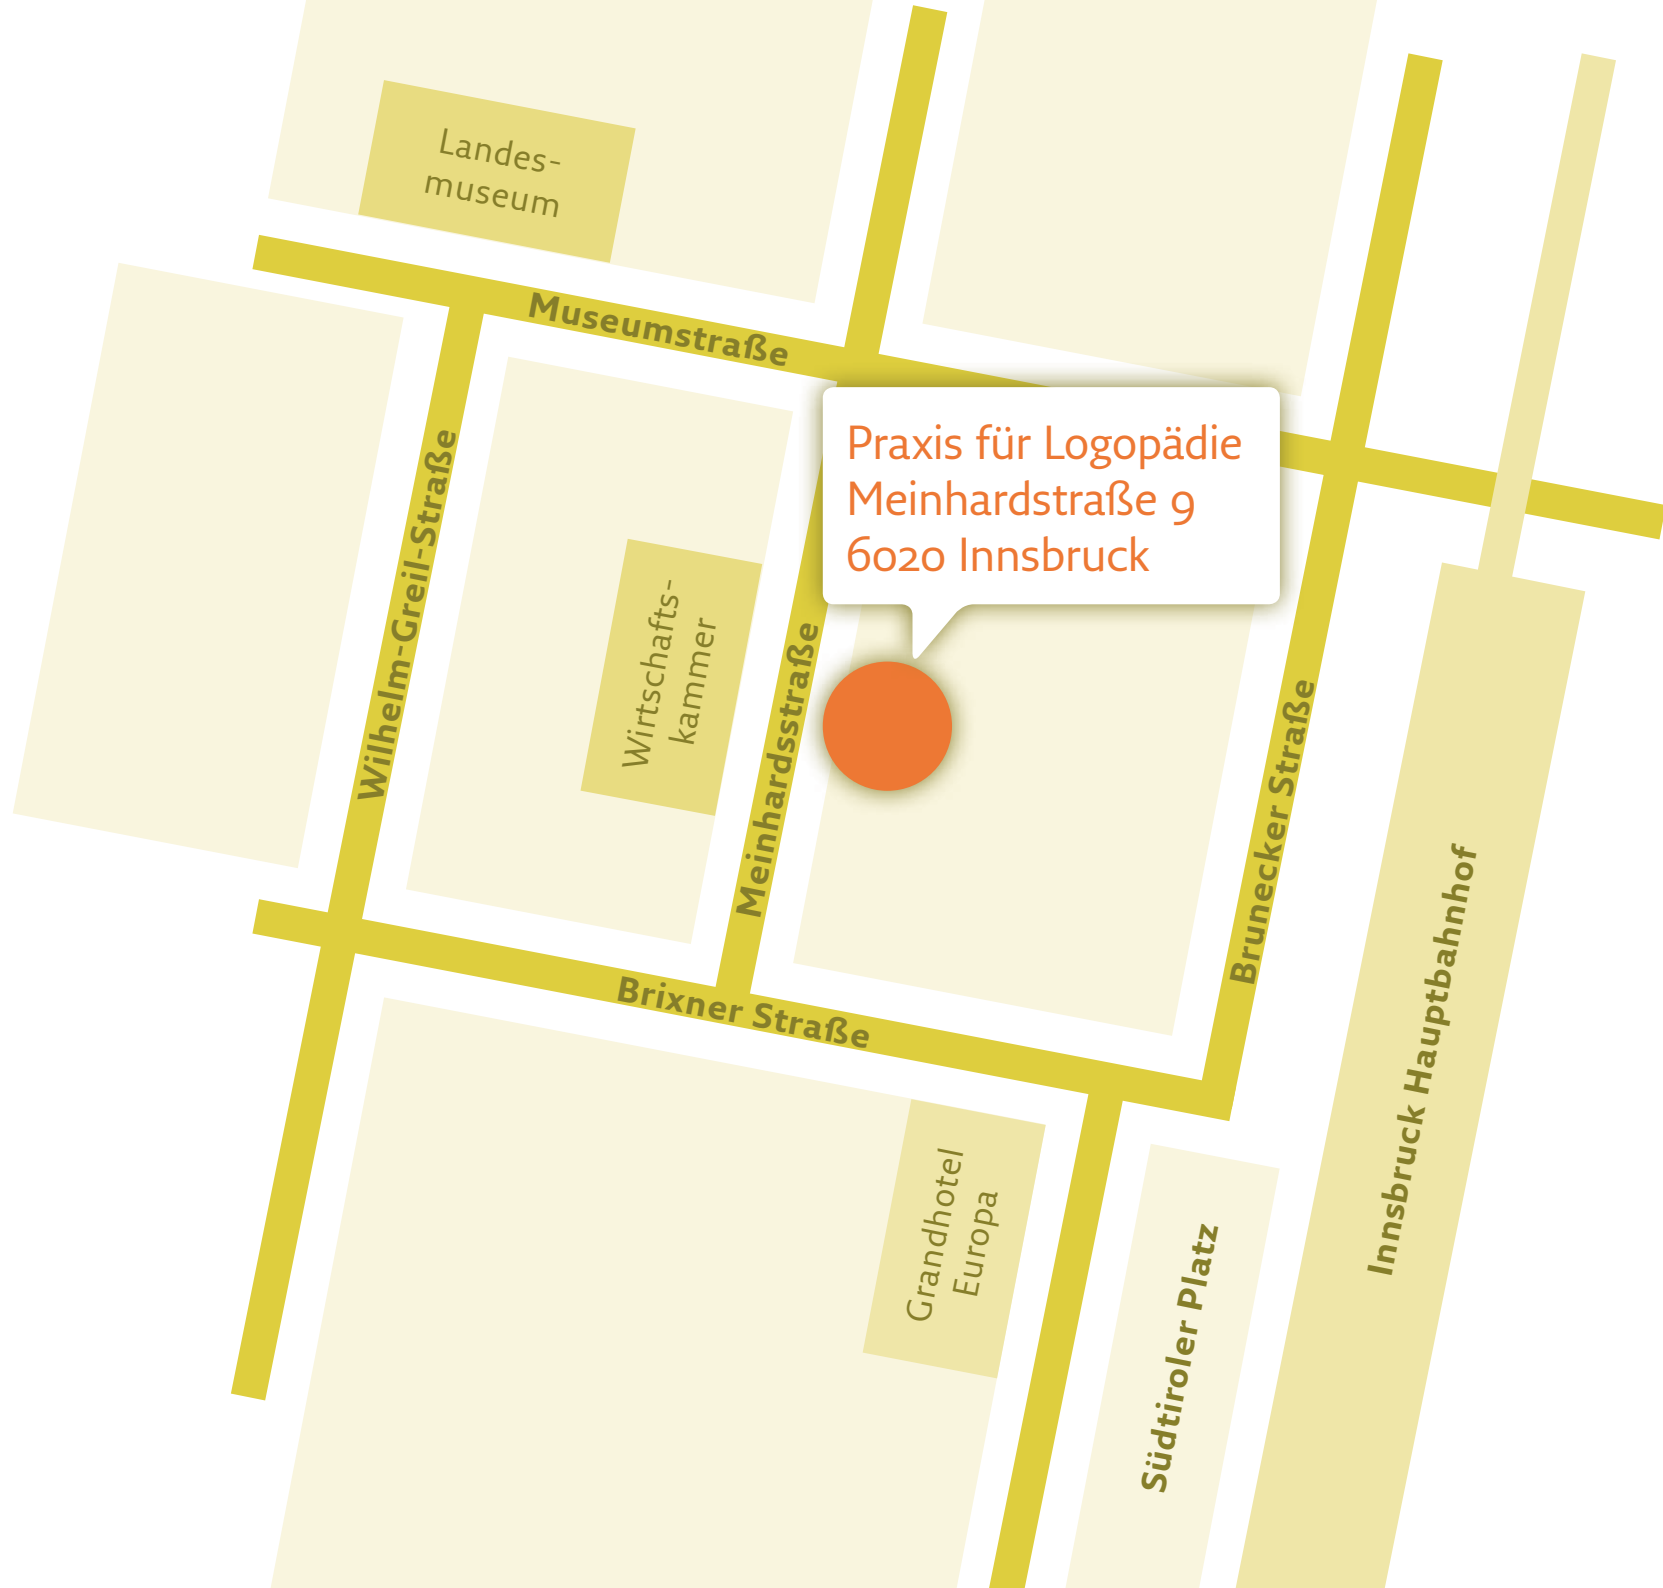 Landes-
museum
Museumstraße
Praxis für Logopädie
Meinhardstraße 9
6020 Innsbruck
Wilhelm-Greil-Straße
Wirtschafts-
kammer
Meinhardsstraße
Brunecker Straße
Innsbruck Hauptbahnhof
Brixner Straße
Grandhotel
Europa
Südtiroler Platz